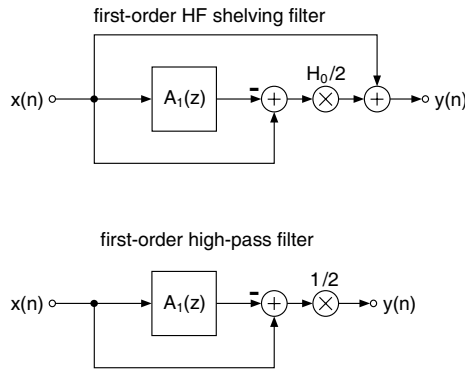 first-order HF shelving filter
H₀/2
x(n)
A₁(z)
-
+
×
+
y(n)
first-order high-pass filter
1/2
x(n)
A₁(z)
-
+
×
y(n)